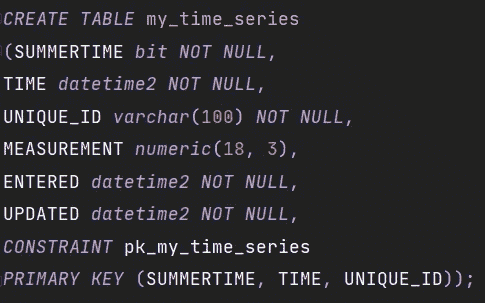 CREATE TABLE my_time_series
(SUMMERTIME bit NOT NULL,
TIME datetime2 NOT NULL,
UNIQUE_ID varchar(100) NOT NULL,
MEASUREMENT numeric(18, 3),
ENTERED datetime2 NOT NULL,
UPDATED datetime2 NOT NULL,
CONSTRAINT pk_my_time_series
PRIMARY KEY (SUMMERTIME, TIME, UNIQUE_ID));